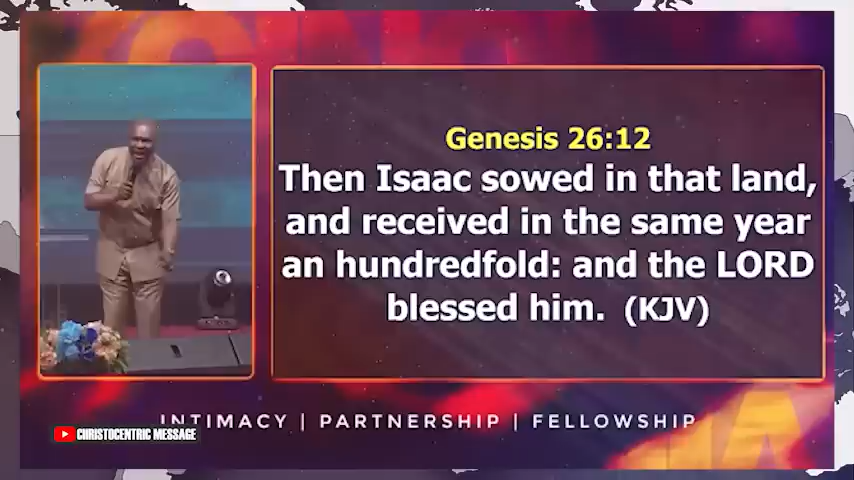 Genesis 26:12
Then Isaac sowed in that land,
and received in the same year
an hundredfold: and the LORD
blessed him. (KJV)
INTIMACY | PARTNERSHIP | FELLOWSHIP
CHRISTOCENTRIC MESSAGE